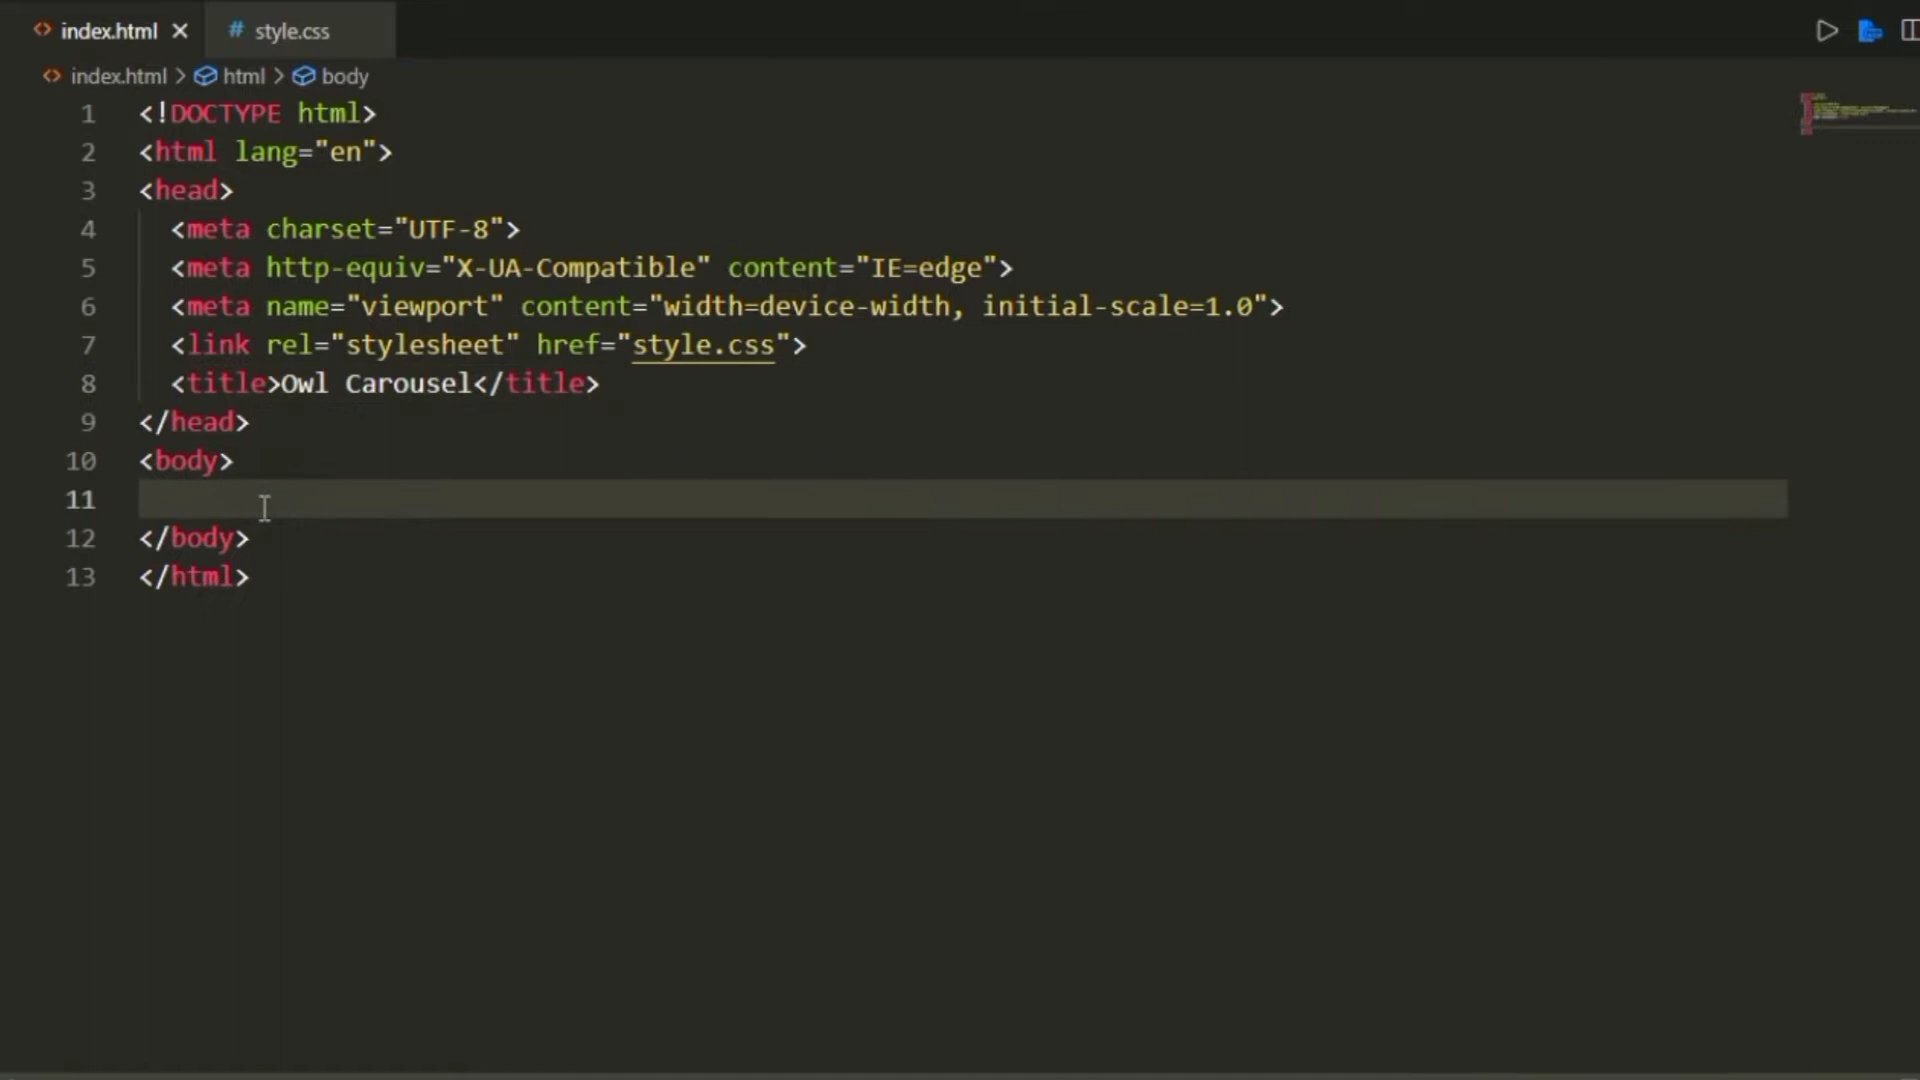 index.html
style.css
index.html > html > body
1 <!DOCTYPE html>
2 <html lang="en">
3 <head>
4 <meta charset="UTF-8">
5 <meta http-equiv="X-UA-Compatible" content="IE=edge">
6 <meta name="viewport" content="width=device-width, initial-scale=1.0">
7 <link rel="stylesheet" href="style.css">
8 <title>Owl Carousel</title>
9 </head>
10 <body>
11
12 </body>
13 </html>